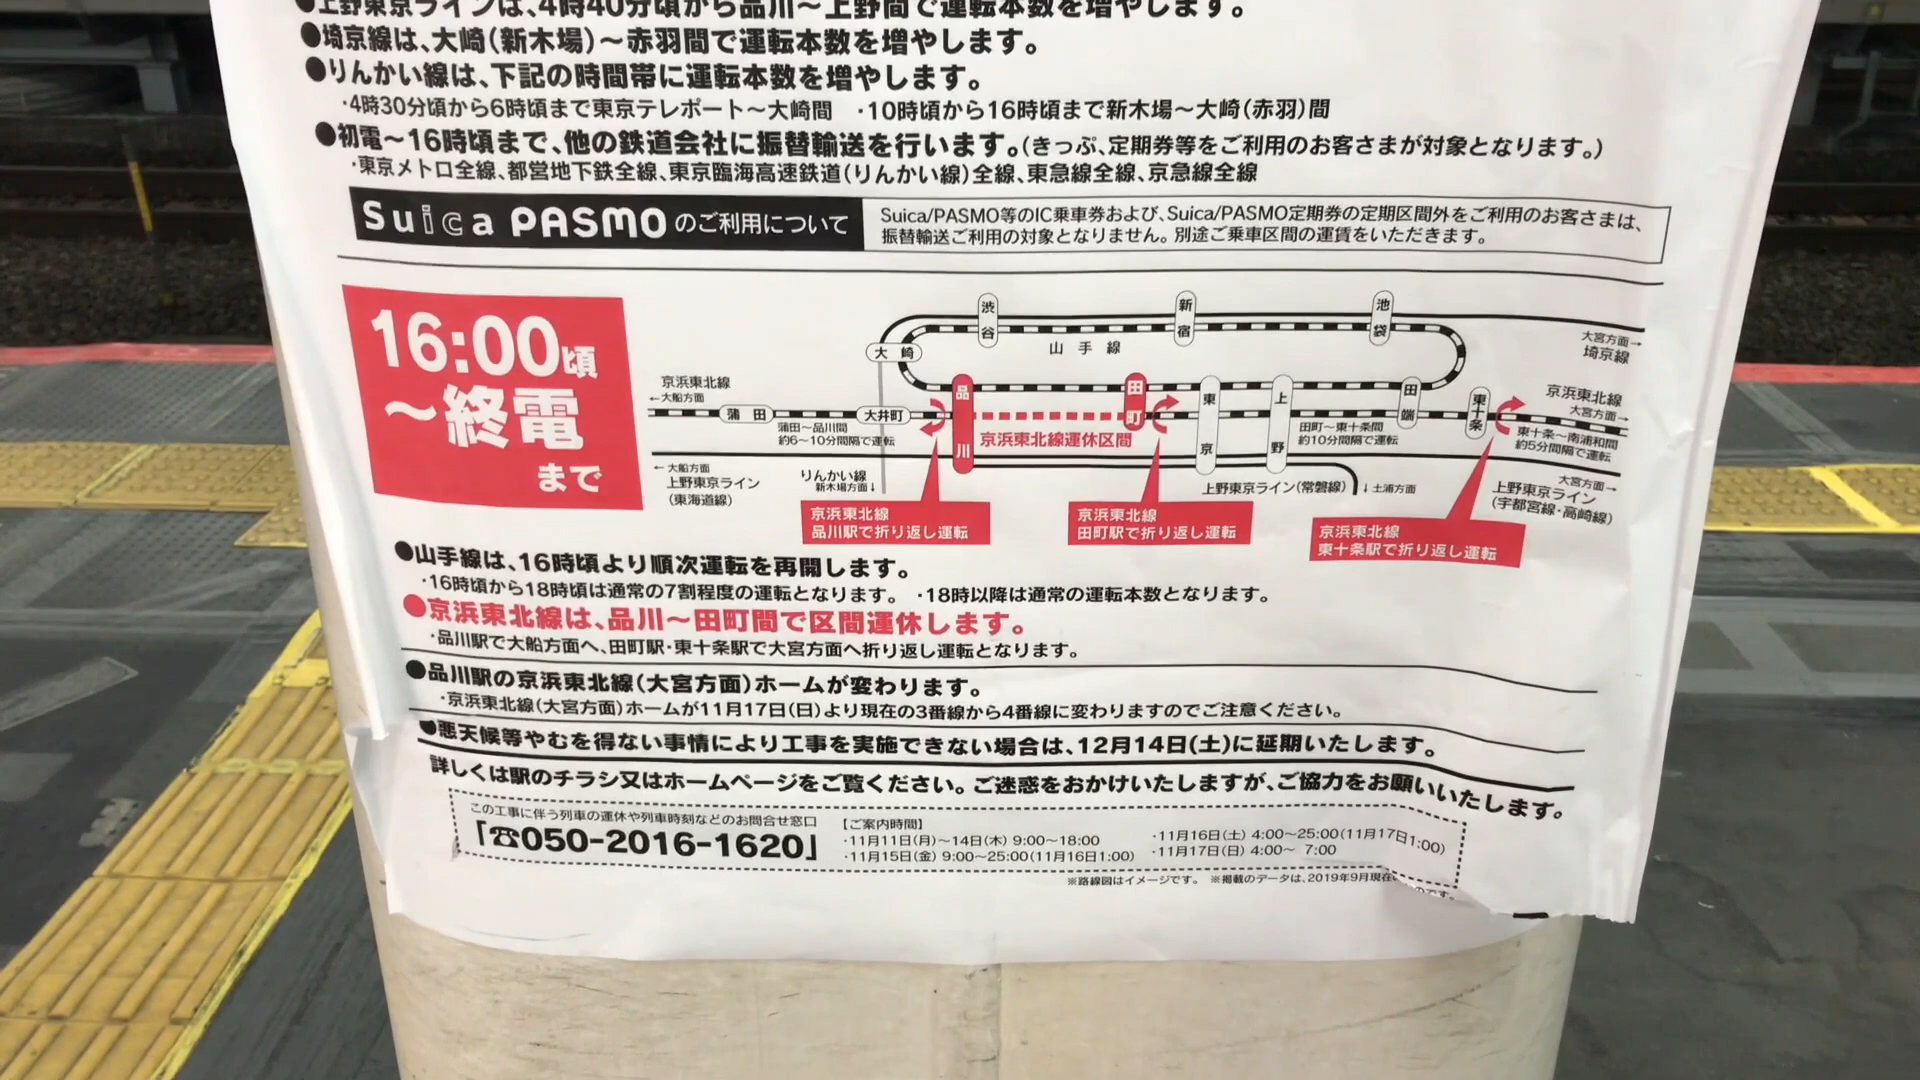 ●上野東京ラインは、4時40分頃から品川～上野間で運転本数を増やします。
●埼京線は、大崎(新木場)～赤羽間で運転本数を増やします。
●りんかい線は、下記の時間帯に運転本数を増やします。
・4時30分頃から6時頃まで東京テレポート～大崎間 ・10時頃から16時頃まで新木場～大崎(赤羽)間
●初電～16時頃まで、他の鉄道会社に振替輸送を行います。(きっぷ、定期券等をご利用のお客さまが対象となります。)
・東京メトロ全線、都営地下鉄全線、東京臨海高速鉄道(りんかい線)全線、東急線全線、京急線全線
Suica PASMOのご利用について
Suica/PASMO等のIC乗車券および、Suica/PASMO定期券の定期区間外をご利用のお客さまは、
振替輸送ご利用の対象となりません。別途ご乗車区間の運賃をいただきます。
16:00頃
～終電
まで
渋谷
新宿
池袋
大崎
山手線
大宮方面→
埼京線
京浜東北線
←大船方面
蒲田
大井町
品川
田町
東京
上野
田端
東十条
京浜東北線
大宮方面→
蒲田～品川間
約6～10分間隔で運転
京浜東北線運休区間
田町～東十条間
約10分間隔で運転
東十条～南浦和間
約5分間隔で運転
←大船方面
上野東京ライン
(東海道線)
りんかい線
新木場方面↓
上野東京ライン(常磐線)
↓土浦方面
大宮方面→
上野東京ライン
(宇都宮線・高崎線)
京浜東北線
品川駅で折り返し運転
京浜東北線
田町駅で折り返し運転
京浜東北線
東十条駅で折り返し運転
●山手線は、16時頃より順次運転を再開します。
・16時頃から18時頃は通常の7割程度の運転となります。 ・18時以降は通常の運転本数となります。
●京浜東北線は、品川～田町間で区間運休します。
・品川駅で大船方面へ、田町駅・東十条駅で大宮方面へ折り返し運転となります。
●品川駅の京浜東北線(大宮方面)ホームが変わります。
・京浜東北線(大宮方面)ホームが11月17日(日)より現在の3番線から4番線に変わりますのでご注意ください。
●悪天候等やむを得ない事情により工事を実施できない場合は、12月14日(土)に延期いたします。
詳しくは駅のチラシ又はホームページをご覧ください。ご迷惑をおかけいたしますが、ご協力をお願いいたします。
この工事に伴う列車の運休や列車時刻などのお問合せ窓口
「☎050-2016-1620」
【ご案内時間】
・11月11日(月)～14日(木) 9:00～18:00
・11月15日(金) 9:00～25:00(11月16日1:00)
・11月16日(土) 4:00～25:00(11月17日1:00)
・11月17日(日) 4:00～ 7:00
※路線図はイメージです。 ※掲載のデータは、2019年9月現在